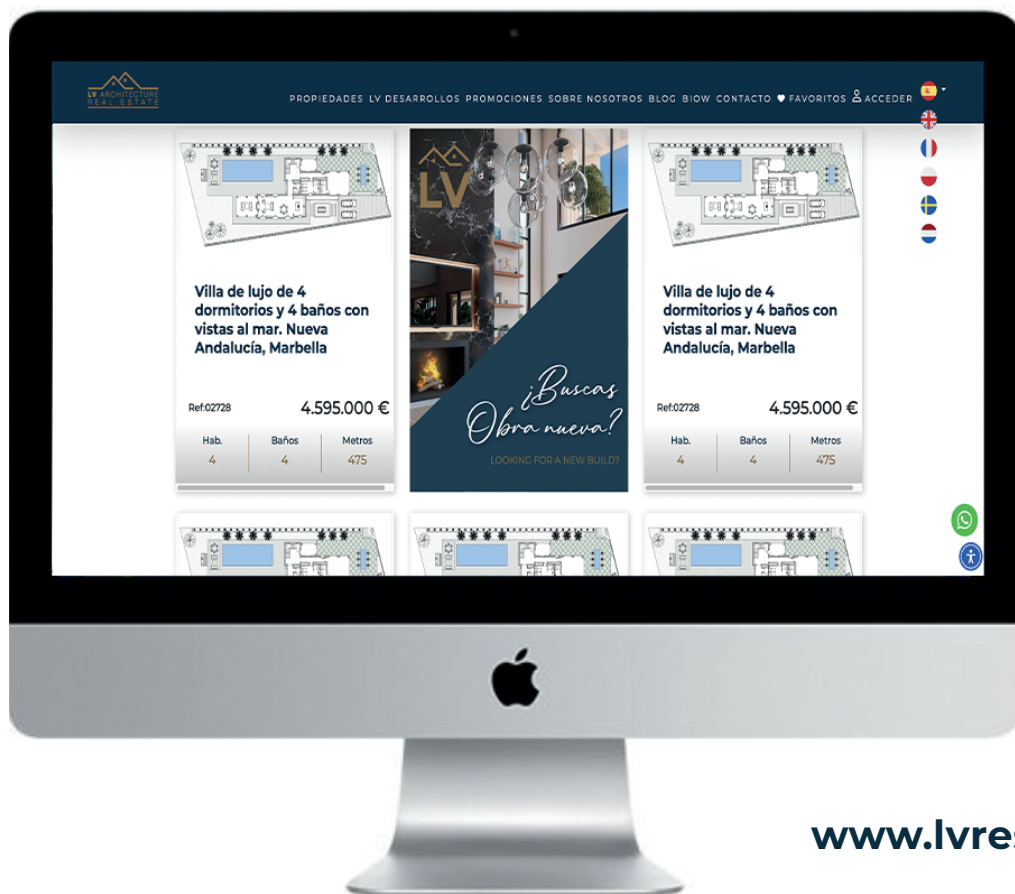 LV ARCHITECTURE
REAL ESTATE
PROPIEDADES LV DESARROLLOS PROMOCIONES SOBRE NOSOTROS BLOG BIOW CONTACTO FAVORITOS ACCEDER
Villa de lujo de 4
dormitorios y 4 baños con
vistas al mar. Nueva
Andalucía, Marbella
Ref:02728 4.595.000 €
Hab. Baños Metros
4 4 475
LV
¿Buscas
Obra nueva?
LOOKING FOR A NEW BUILD?
Villa de lujo de 4
dormitorios y 4 baños con
vistas al mar. Nueva
Andalucía, Marbella
Ref:02728 4.595.000 €
Hab. Baños Metros
4 4 475
www.lvres